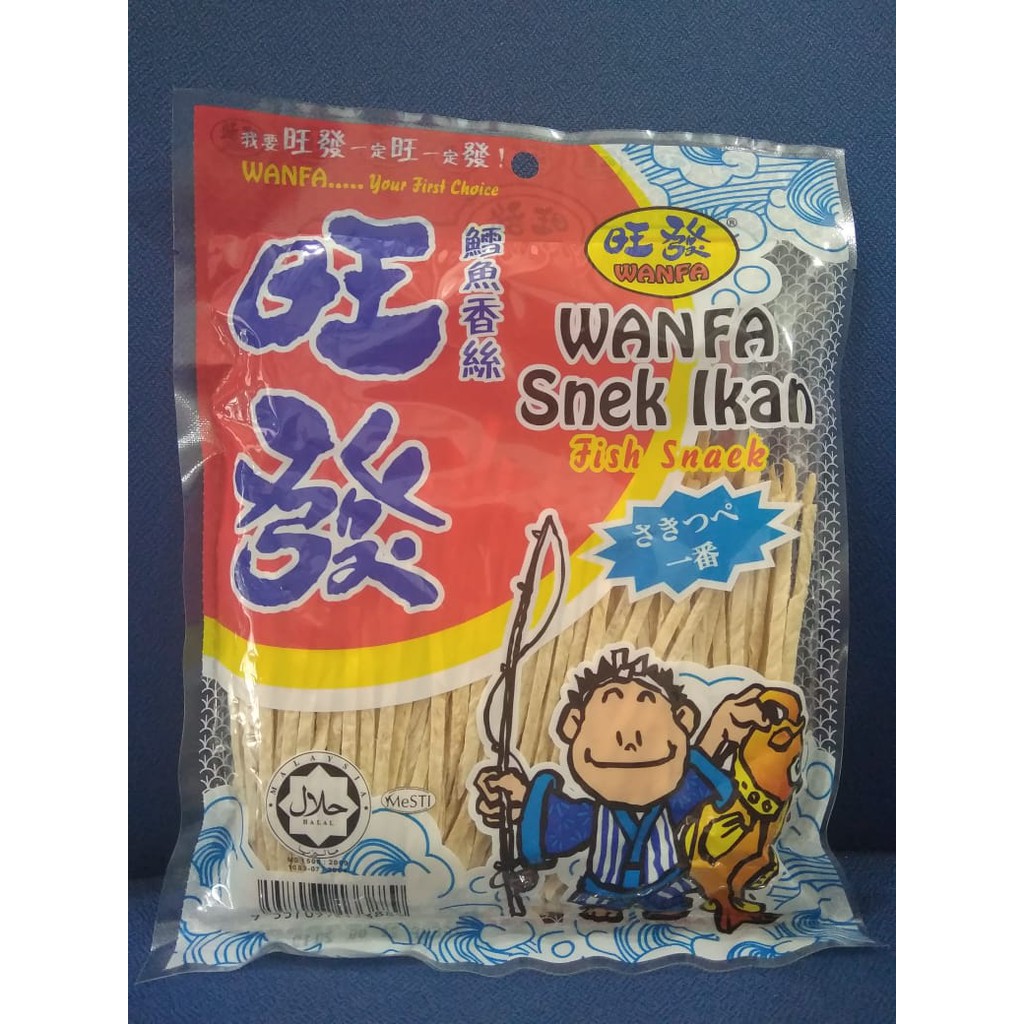 我要旺發一定旺一定發！
WANFA..... Your First Choice
旺發
鱈魚香絲
旺發®
WANFA
WANFA
Snek Ikan
Fish Snack
さきつぺ
一番
MALAYSIA
حلال
HALAL
MeSTI